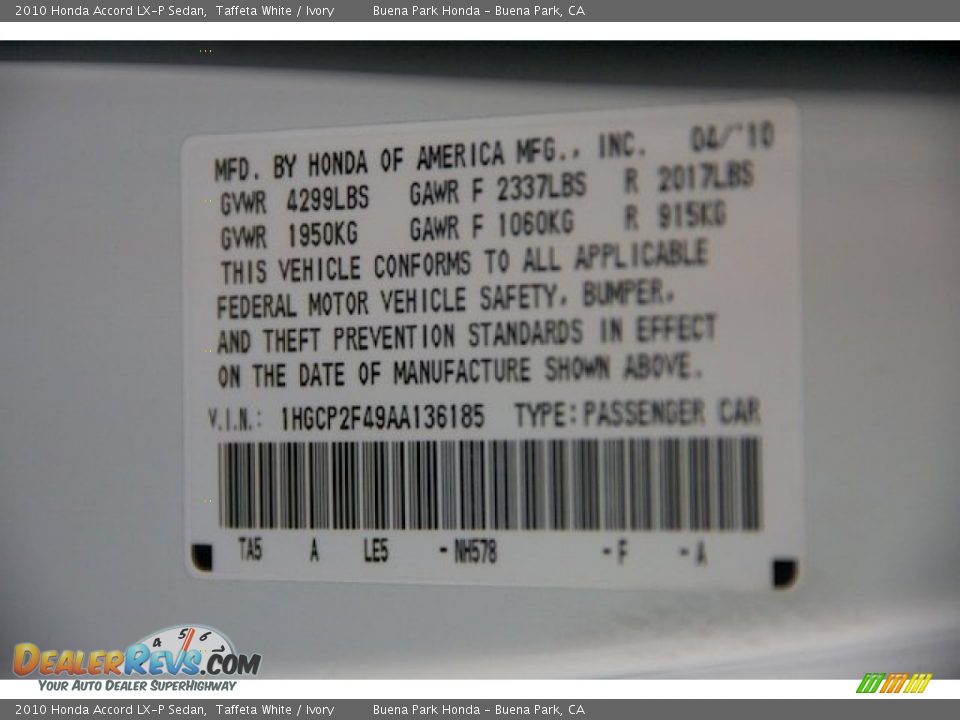 2010 Honda Accord LX-P Sedan, Taffeta White / Ivory Buena Park Honda - Buena Park, CA
MFD. BY HONDA OF AMERICA MFG., INC. 04/'10
GVWR 4299LBS GAWR F 2337LBS R 2017LBS
GVWR 1950KG GAWR F 1060KG R 915KG
THIS VEHICLE CONFORMS TO ALL APPLICABLE
FEDERAL MOTOR VEHICLE SAFETY, BUMPER,
AND THEFT PREVENTION STANDARDS IN EFFECT
ON THE DATE OF MANUFACTURE SHOWN ABOVE.
V.I.N.: 1HGCP2F49AA136185 TYPE: PASSENGER CAR
TA5 A LE5 - NH578 - F - A
4 5 6 7
DEALERREVS.COM
YOUR AUTO DEALER SUPERHIGHWAY
2010 Honda Accord LX-P Sedan, Taffeta White / Ivory Buena Park Honda - Buena Park, CA